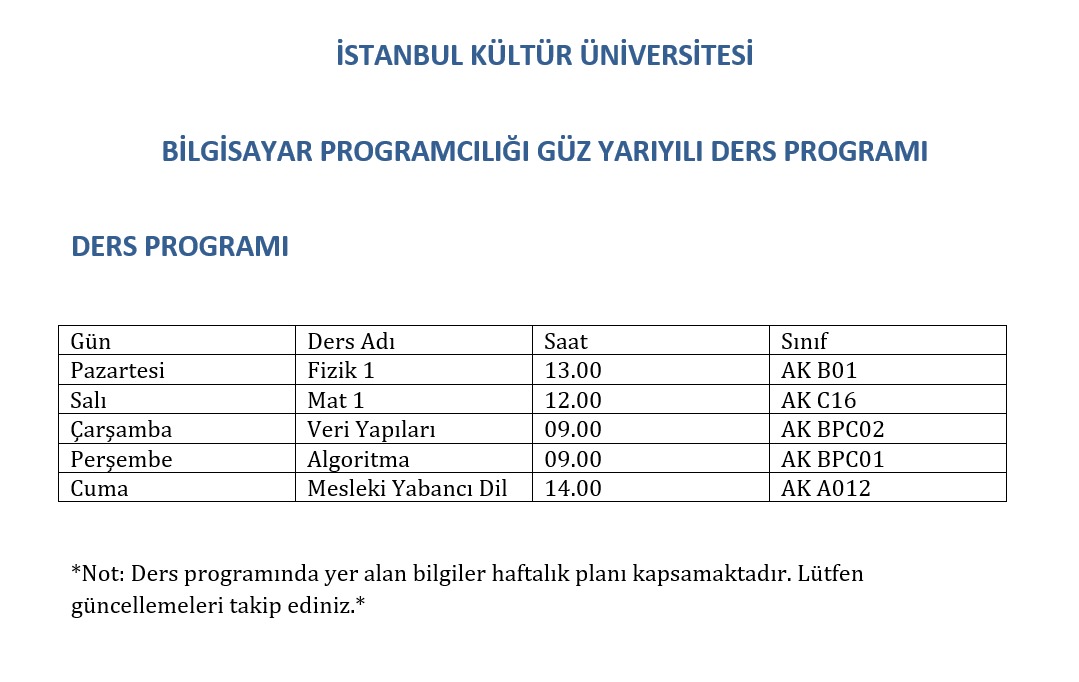 İSTANBUL KÜLTÜR ÜNİVERSİTESİ
BİLGİSAYAR PROGRAMCILIĞI GÜZ YARIYILI DERS PROGRAMI
DERS PROGRAMI
Gün Ders Adı Saat Sınıf
Pazartesi Fizik 1 13.00 AK B01
Salı Mat 1 12.00 AK C16
Çarşamba Veri Yapıları 09.00 AK BPC02
Perşembe Algoritma 09.00 AK BPC01
Cuma Mesleki Yabancı Dil 14.00 AK A012
*Not: Ders programında yer alan bilgiler haftalık planı kapsamaktadır. Lütfen
güncellemeleri takip ediniz.*